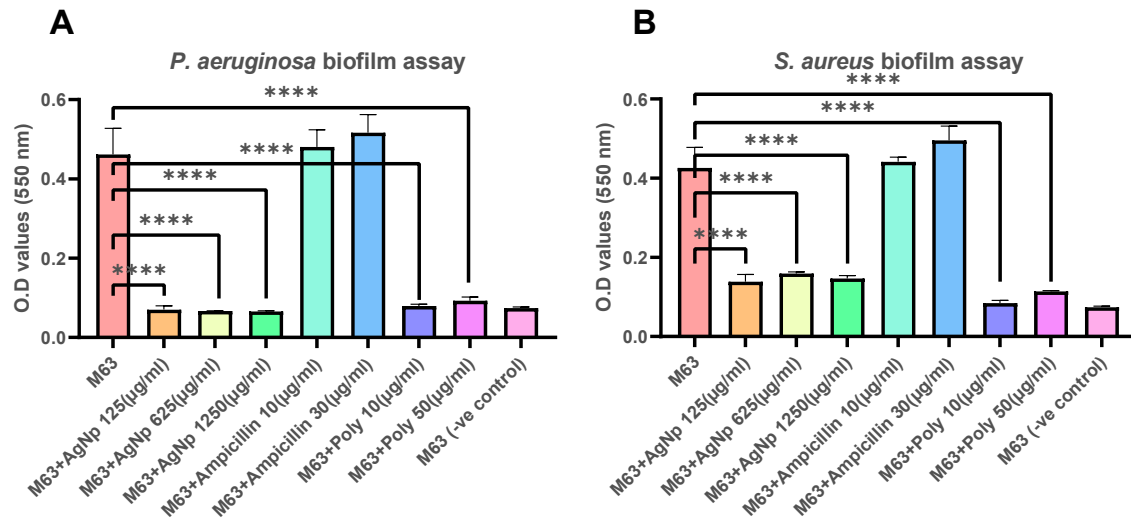 A
P. aeruginosa biofilm assay
O.D values (550 nm)
0.6
0.4
0.2
0.0
****
****
****
****
****
M63
M63+AgNp 125(μg/ml)
M63+AgNp 625(μg/ml)
M63+AgNp 1250(μg/ml)
M63+Ampicillin 10(μg/ml)
M63+Ampicillin 30(μg/ml)
M63+Poly 10(μg/ml)
M63+Poly 50(μg/ml)
M63 (-ve control)
B
S. aureus biofilm assay
O.D values (550 nm)
0.6
0.4
0.2
0.0
****
****
****
****
****
M63
M63+AgNp 125(μg/ml)
M63+AgNp 625(μg/ml)
M63+AgNp 1250(μg/ml)
M63+Ampicillin 10(μg/ml)
M63+Ampicillin 30(μg/ml)
M63+Poly 10(μg/ml)
M63+Poly 50(μg/ml)
M63 (-ve control)